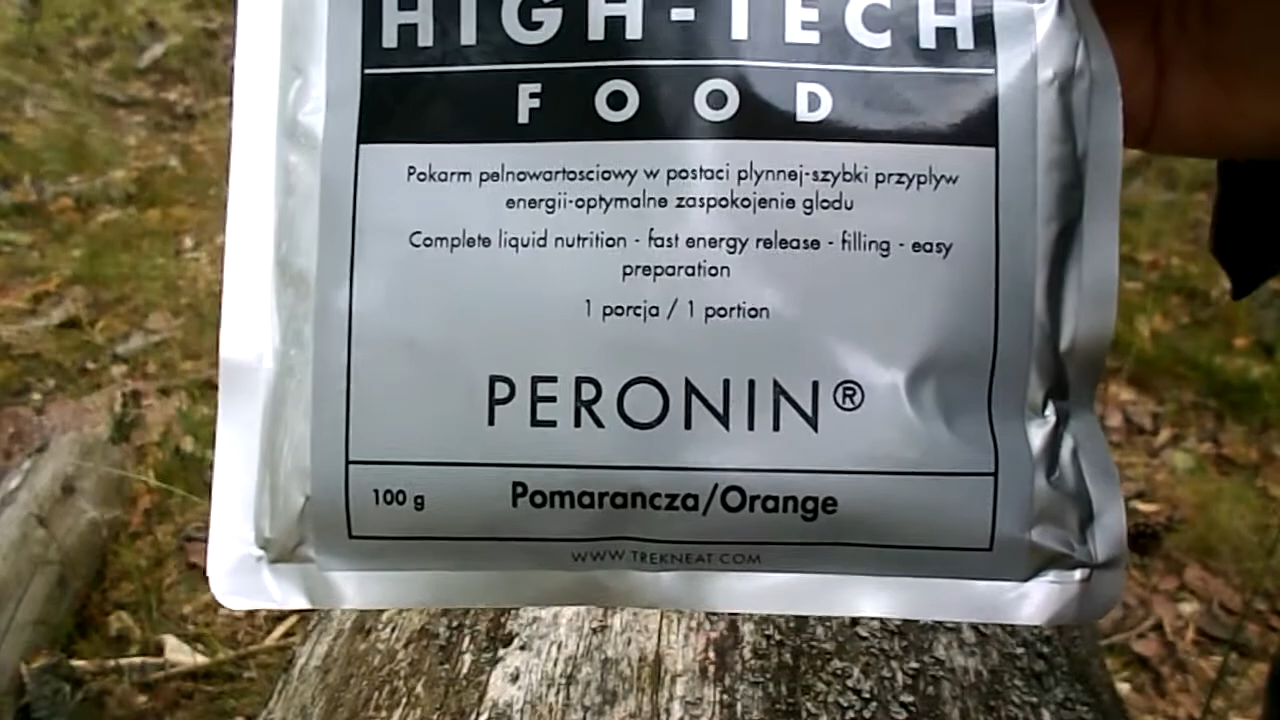 HIGH-TECH
FOOD
Pokarm pelnowartosciowy w postaci plynnej-szybki przyplyw
energii-optymalne zaspokojenie glodu
Complete liquid nutrition - fast energy release - filling - easy
preparation
1 porcja / 1 portion
PERONIN®
100 g Pomarancza/Orange
WWW.TREKNEAT.COM